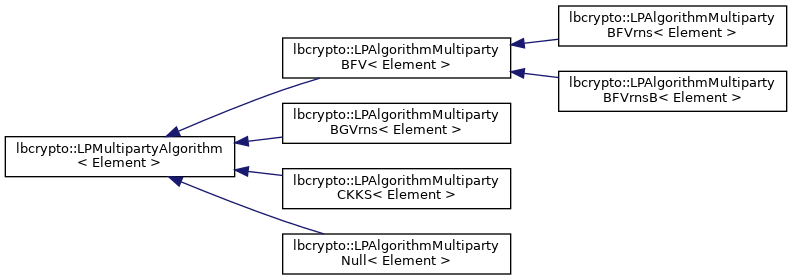 lbcrypto::LPMultipartyAlgorithm
< Element >
lbcrypto::LPAlgorithmMultiparty
BFV< Element >
lbcrypto::LPAlgorithmMultiparty
BFVrns< Element >
lbcrypto::LPAlgorithmMultiparty
BFVrnsB< Element >
lbcrypto::LPAlgorithmMultiparty
BGVrns< Element >
lbcrypto::LPAlgorithmMultiparty
CKKS< Element >
lbcrypto::LPAlgorithmMultiparty
Null< Element >